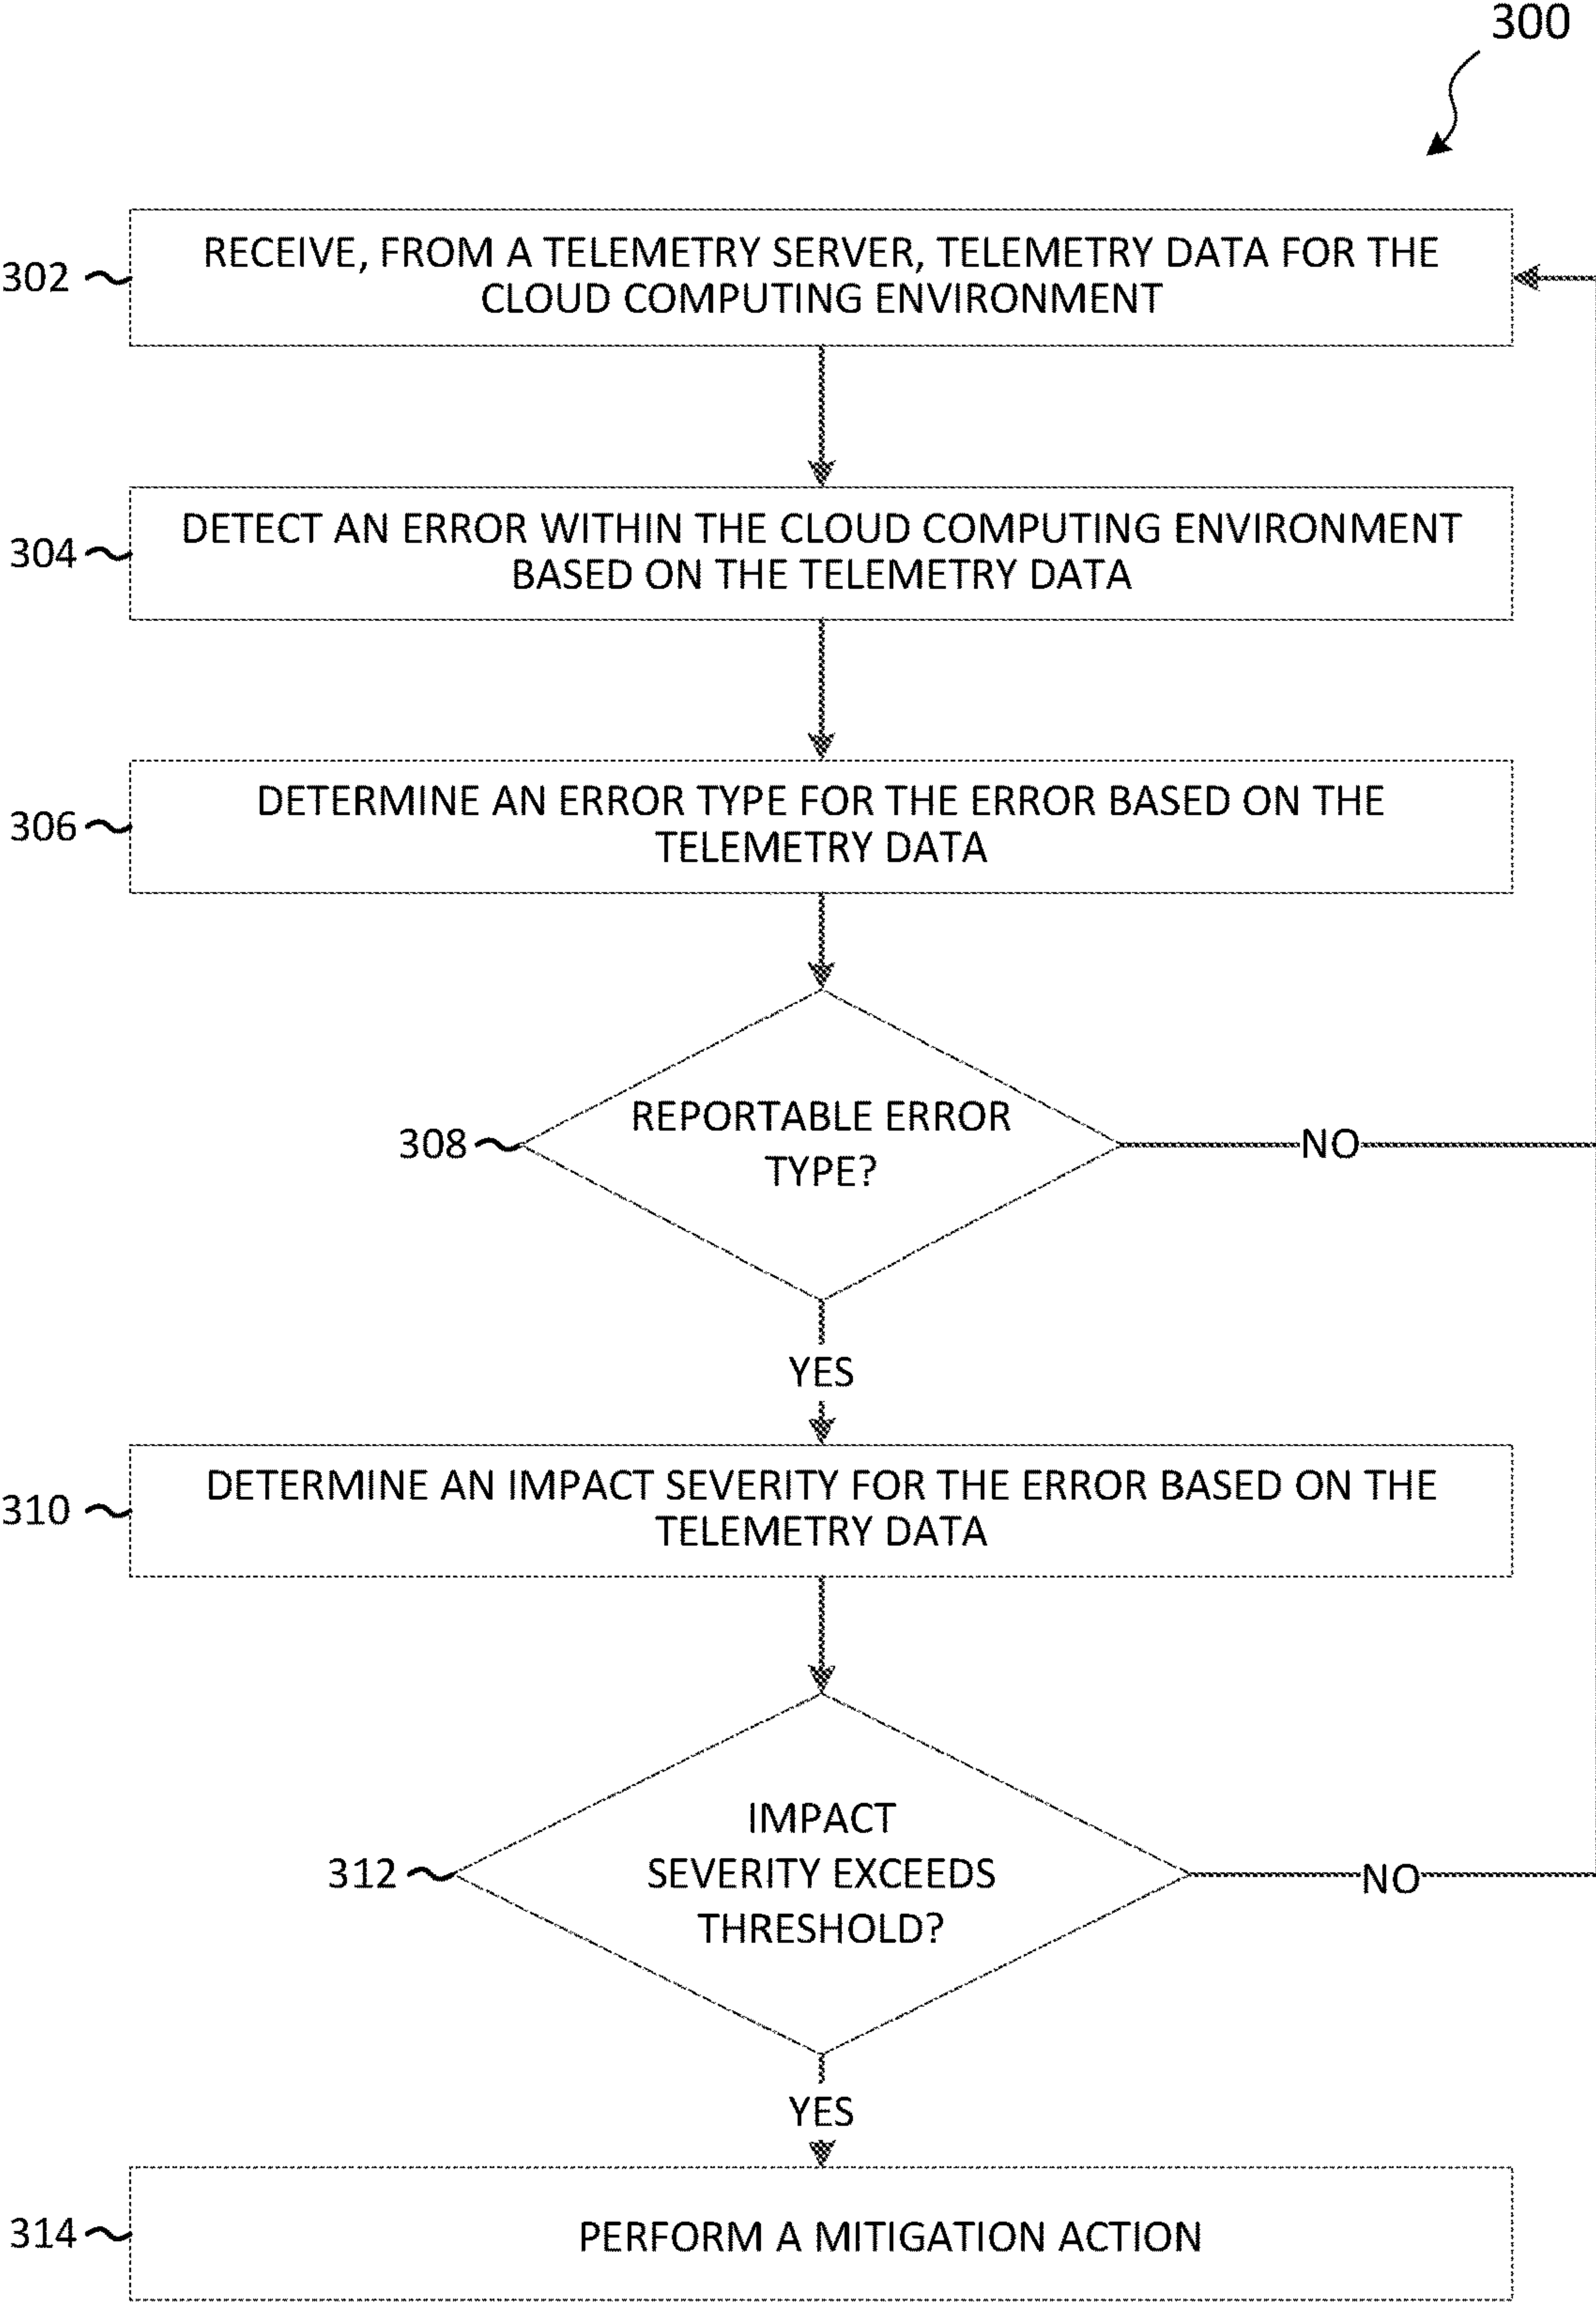 300
302
RECEIVE, FROM A TELEMETRY SERVER, TELEMETRY DATA FOR THE
CLOUD COMPUTING ENVIRONMENT
304
DETECT AN ERROR WITHIN THE CLOUD COMPUTING ENVIRONMENT
BASED ON THE TELEMETRY DATA
306
DETERMINE AN ERROR TYPE FOR THE ERROR BASED ON THE
TELEMETRY DATA
308
REPORTABLE ERROR
TYPE?
NO
YES
310
DETERMINE AN IMPACT SEVERITY FOR THE ERROR BASED ON THE
TELEMETRY DATA
312
IMPACT
SEVERITY EXCEEDS
THRESHOLD?
NO
YES
314
PERFORM A MITIGATION ACTION